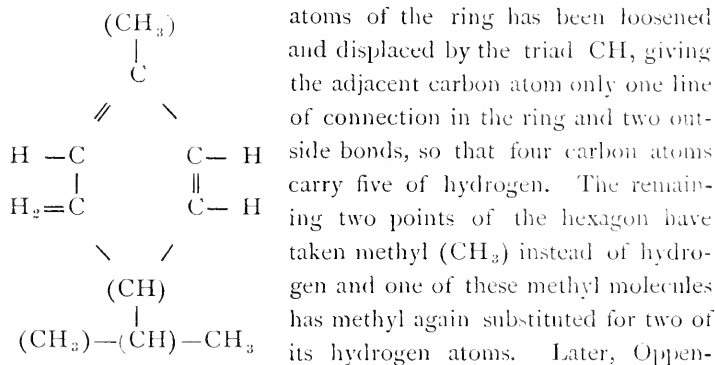 (CH₃)
|
C
⫽ \
H —C C— H
| ‖
H₂=C C— H
\ /
(CH)
|
(CH₃)—(CH)—CH₃
atoms of the ring has been loosened
and displaced by the triad CH, giving
the adjacent carbon atom only one line
of connection in the ring and two out-
side bonds, so that four carbon atoms
carry five of hydrogen. The remain-
ing two points of the hexagon have
taken methyl (CH₃) instead of hydro-
gen and one of these methyl molecules
has methyl again substituted for two of
its hydrogen atoms. Later, Oppen-